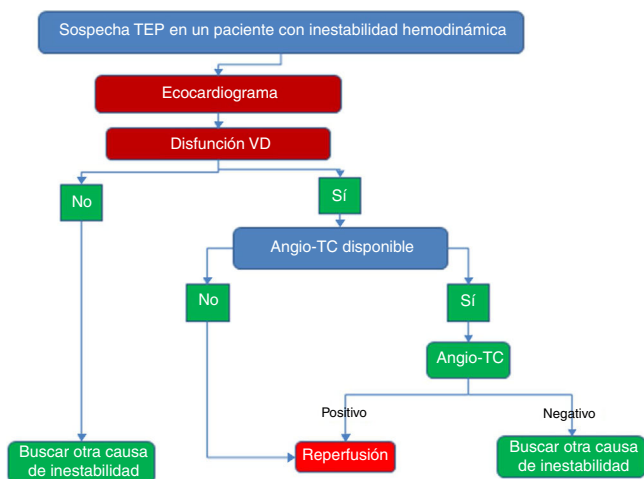 Sospecha TEP en un paciente con inestabilidad hemodinámica
Ecocardiograma
Disfunción VD
No
Sí
Angio-TC disponible
No
Sí
Angio-TC
Positivo
Negativo
Buscar otra causa
de inestabilidad
Reperfusión
Buscar otra causa
de inestabilidad